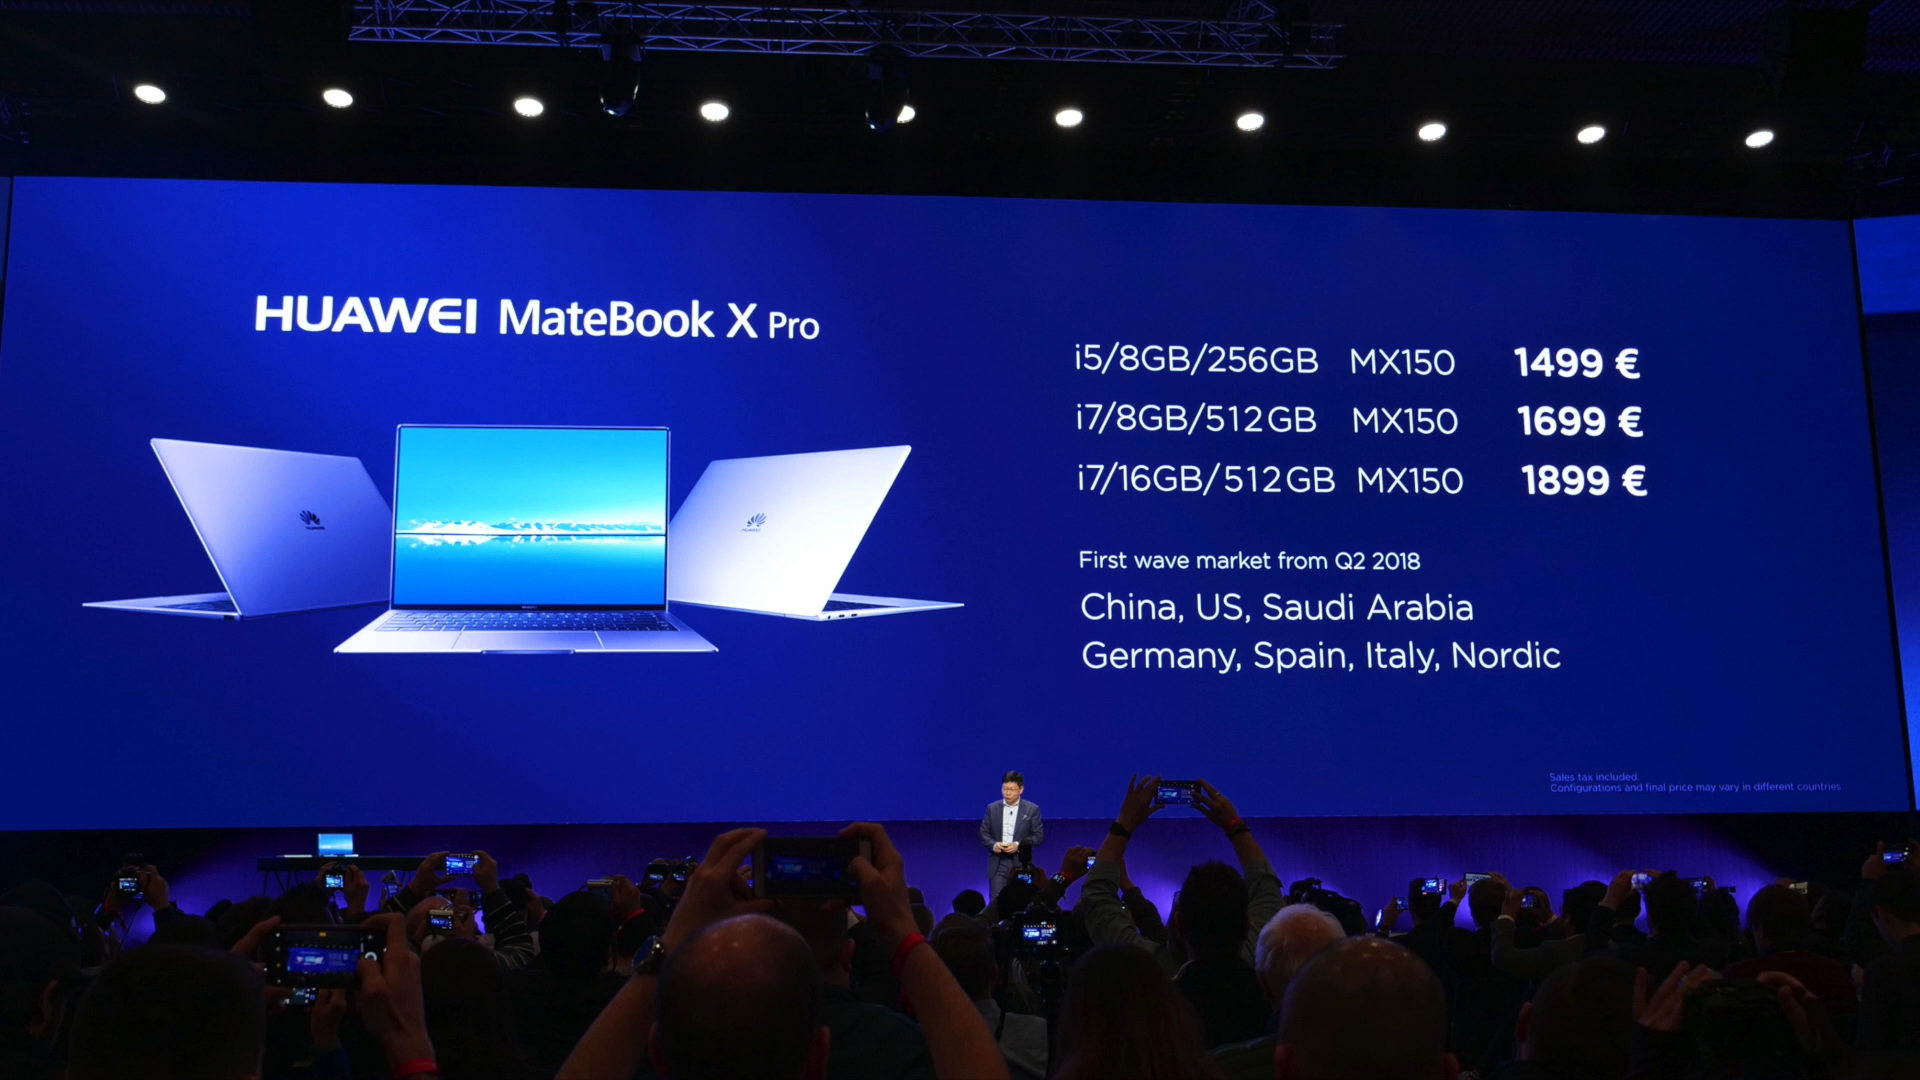 HUAWEI MateBook X Pro
i5/8GB/256GB MX150 1499 €
i7/8GB/512GB MX150 1699 €
i7/16GB/512GB MX150 1899 €
First wave market from Q2 2018
China, US, Saudi Arabia
Germany, Spain, Italy, Nordic
Sales tax included.
Configurations and final price may vary in different countries